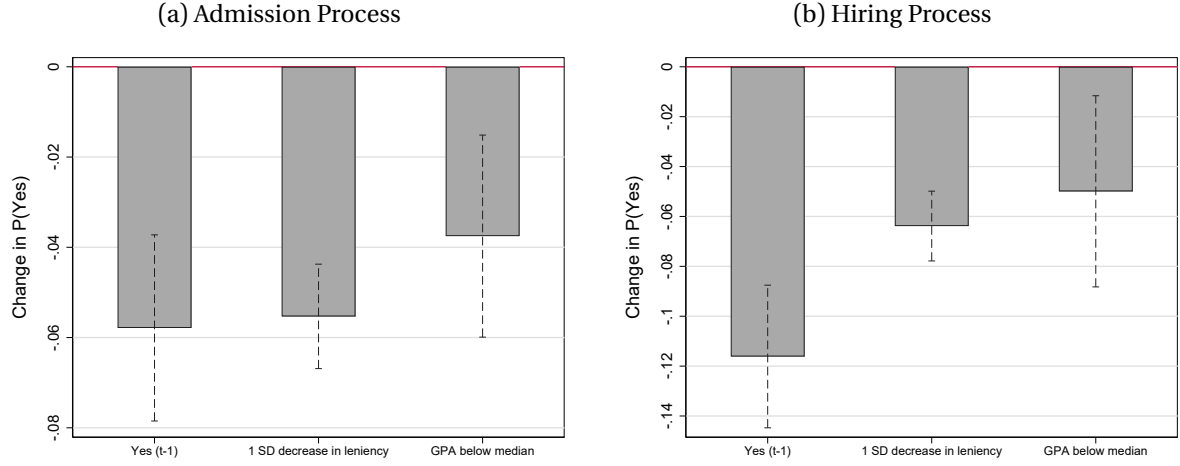 (a) Admission Process
Change in P(Yes)
0
-.02
-.04
-.06
-.08
Yes (t-1)
1 SD decrease in leniency
GPA below median
(b) Hiring Process
Change in P(Yes)
0
-.02
-.04
-.06
-.08
-.1
-.12
-.14
Yes (t-1)
1 SD decrease in leniency
GPA below median